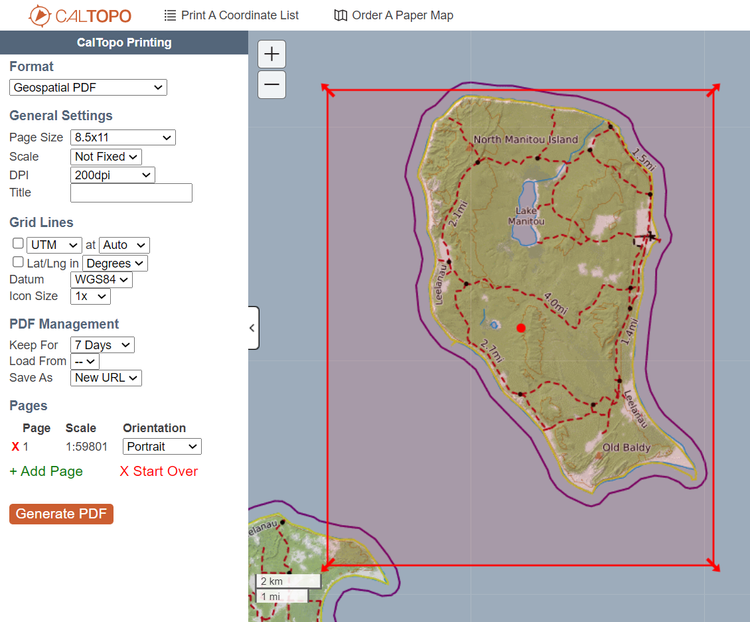 CALTOPO
Print A Coordinate List
Order A Paper Map
CalTopo Printing
Format
Geospatial PDF
General Settings
Page Size 8.5x11
Scale Not Fixed
DPI 200dpi
Title
Grid Lines
UTM at Auto
Lat/Lng in Degrees
Datum WGS84
Icon Size 1x
PDF Management
Keep For 7 Days
Load From --
Save As New URL
Pages
Page Scale Orientation
X 1 1:59801 Portrait
+ Add Page X Start Over
Generate PDF
+
−
<
North Manitou Island
1.5mi
Lake
Manitou
2.1mi
Leelanau
4.0mi
1.4mi
2.7mi
Leelanau
Old Baldy
elanau
2 km
1 mi